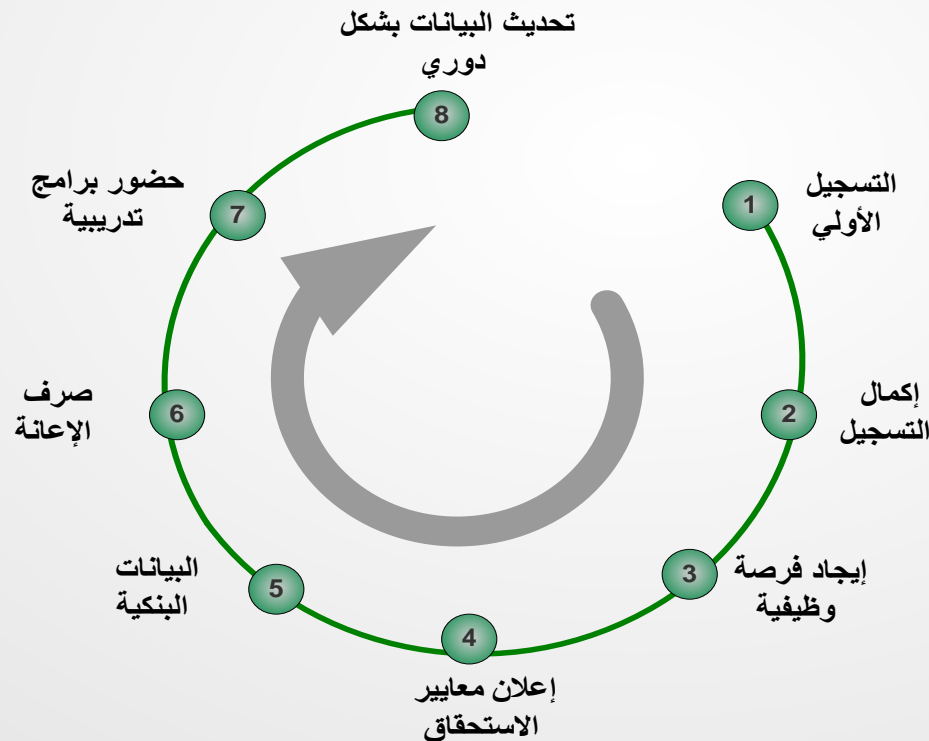 1
التسجيل
الأولي
2
إكمال
التسجيل
3
إيجاد فرصة
وظيفية
4
إعلان معايير
الاستحقاق
5
البيانات
البنكية
6
صرف
الإعانة
7
حضور برامج
تدريبية
8
تحديث البيانات بشكل
دوري